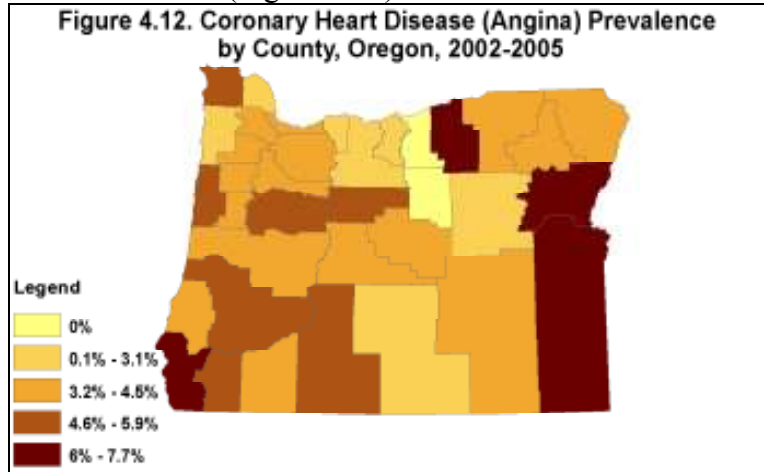 Figure 4.12. Coronary Heart Disease (Angina) Prevalence
by County, Oregon, 2002-2005
Legend
0%
0.1% - 3.1%
3.2% - 4.5%
4.6% - 5.9%
6% - 7.7%